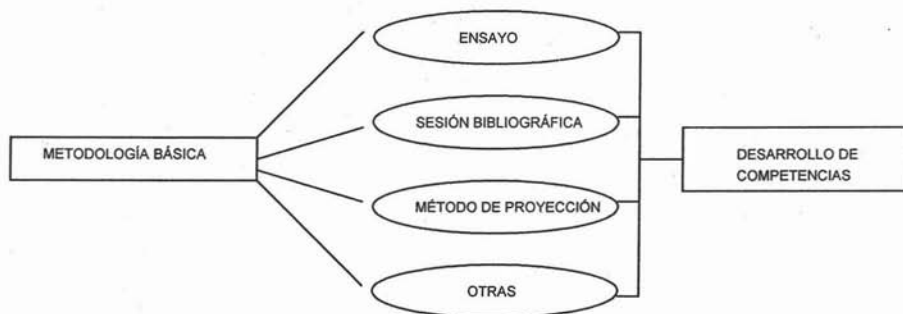 ENSAYO
SESIÓN BIBLIOGRÁFICA
METODOLOGÍA BÁSICA
DESARROLLO DE
COMPETENCIAS
MÉTODO DE PROYECCIÓN
OTRAS